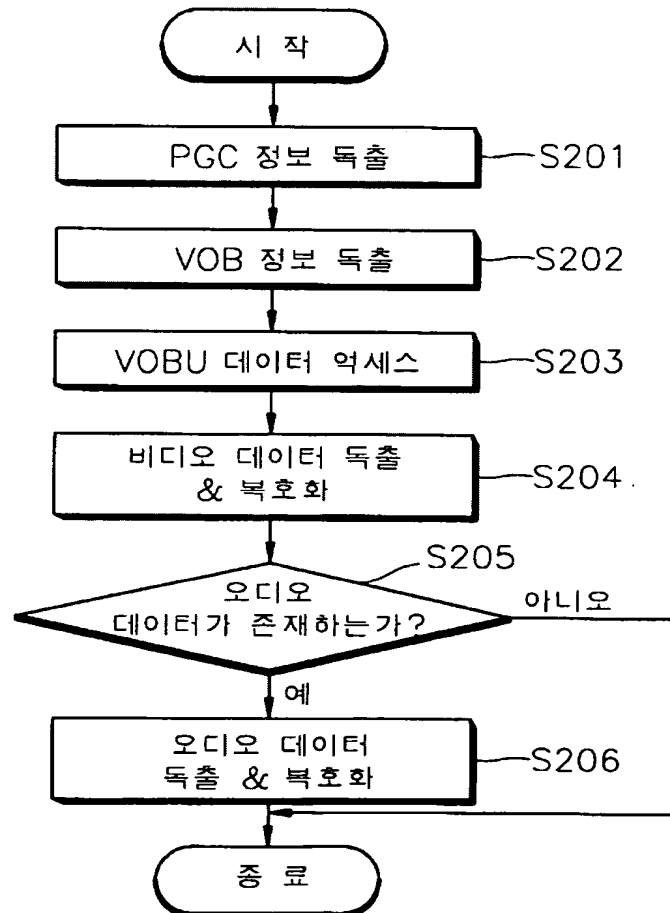 시 작
PGC 정보 독출
S201
VOB 정보 독출
S202
VOBU 데이터 억세스
S203
비디오 데이터 독출
& 복호화
S204
S205
오디오
데이터가 존재하는가?
아니오
예
오디오 데이터
독출 & 복호화
S206
종 료